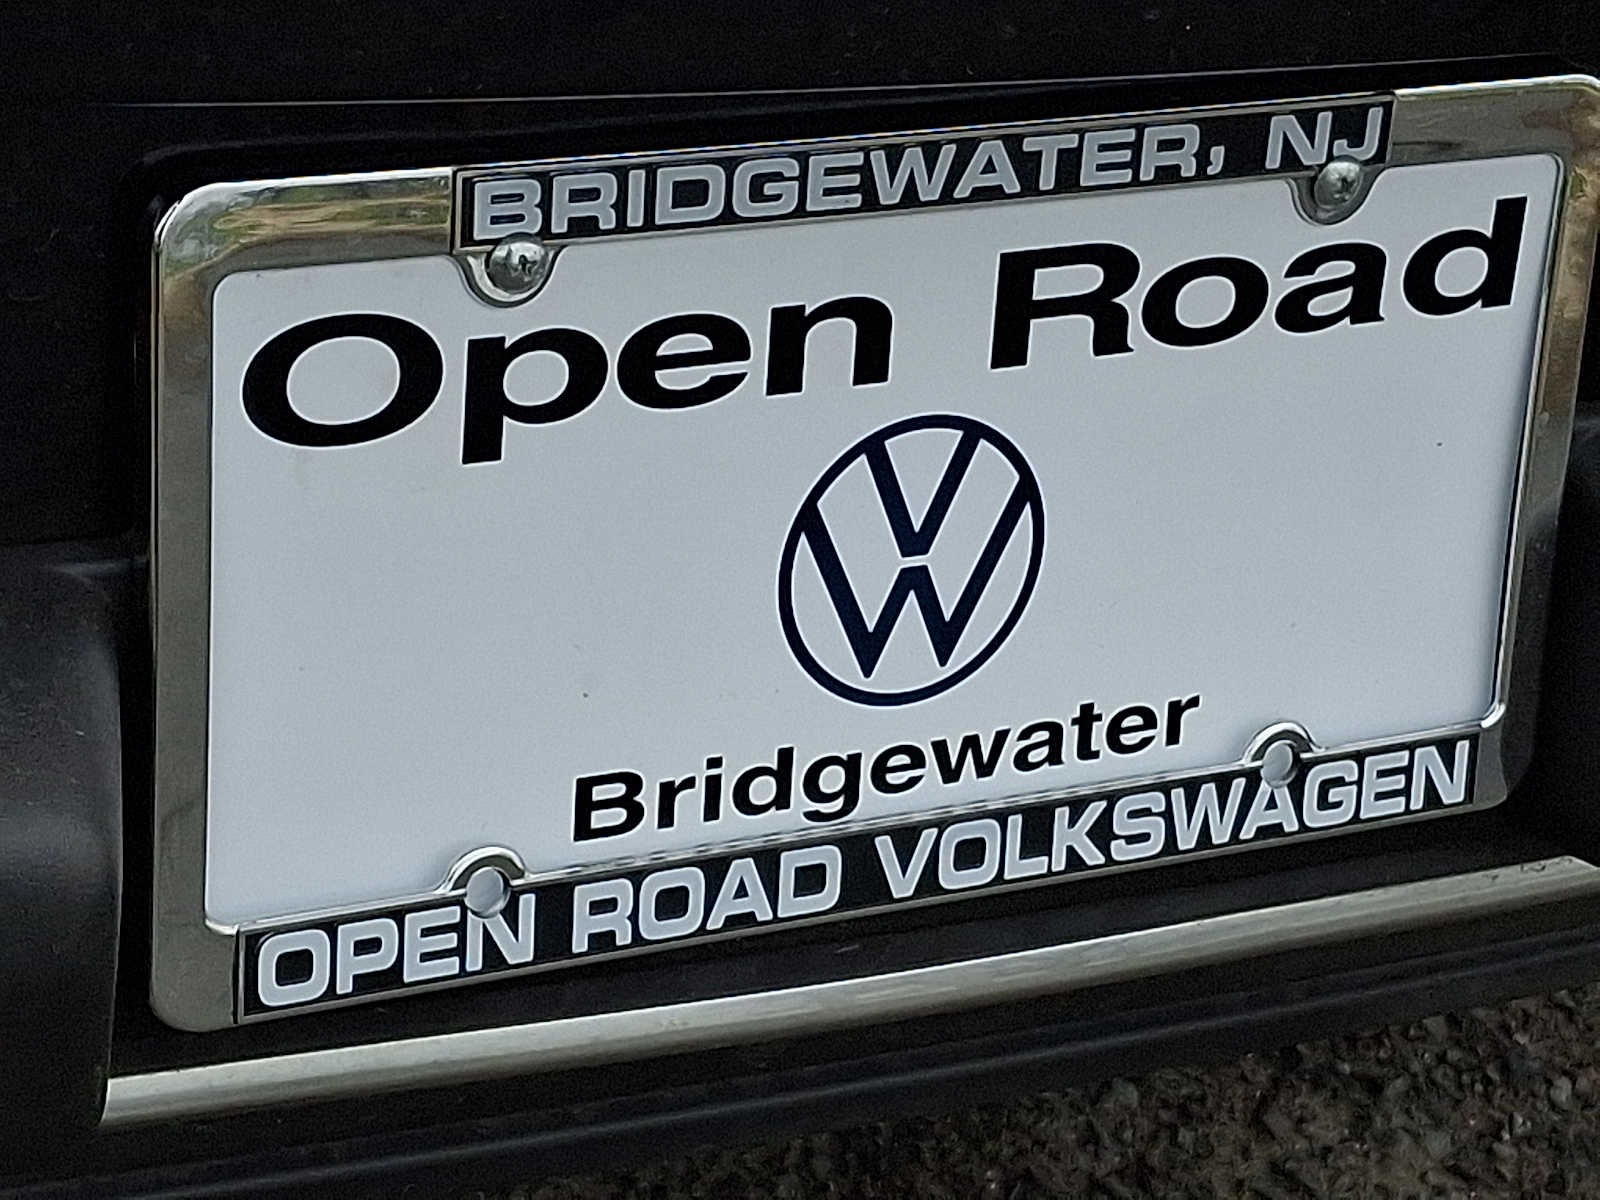 BRIDGEWATER, NJ
Open Road
Bridgewater
OPEN ROAD VOLKSWAGEN